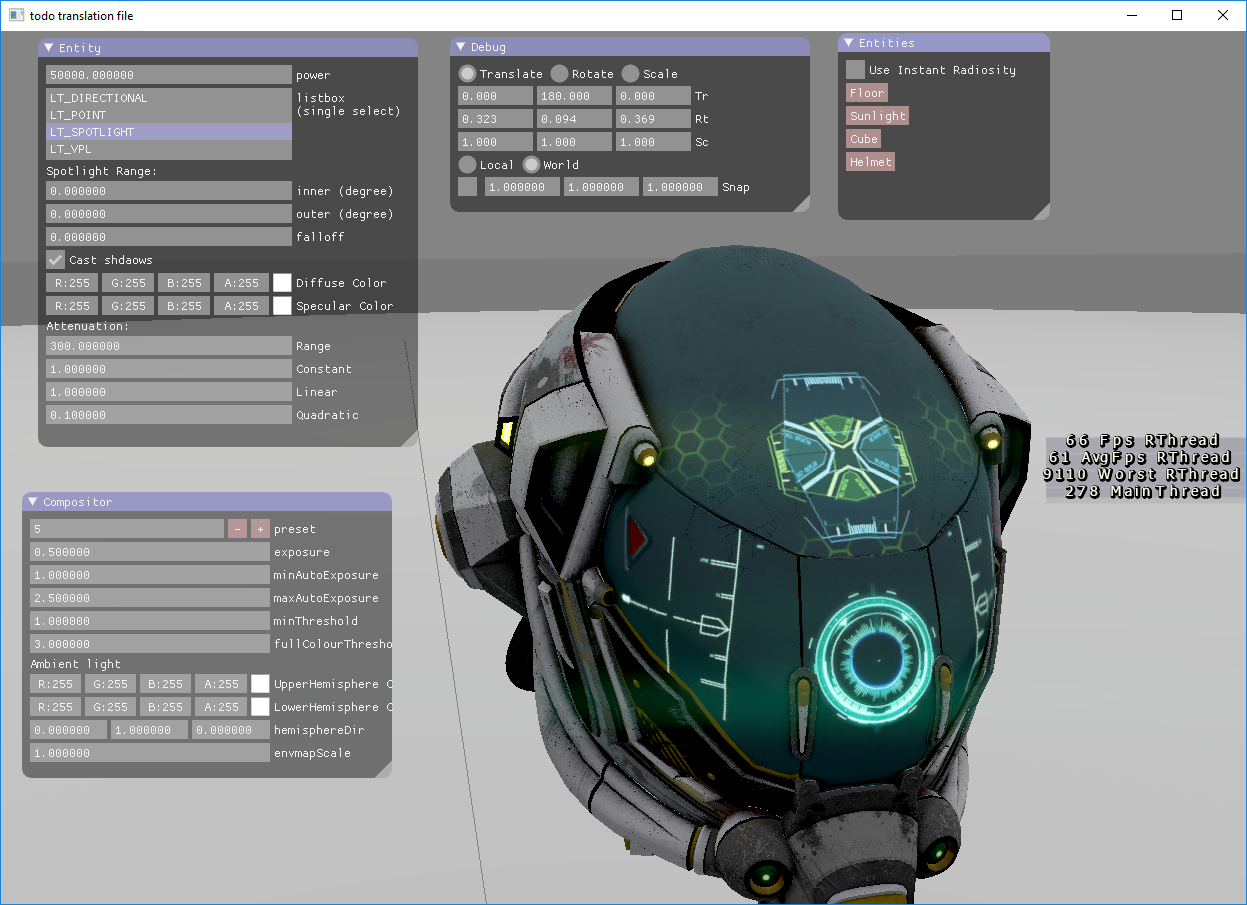 todo translation file
Entity
50000.000000 power
LT_DIRECTIONAL listbox
(single select)
LT_POINT
LT_SPOTLIGHT
LT_VPL
Spotlight Range:
0.000000 inner (degree)
0.000000 outer (degree)
0.000000 falloff
Cast shdaows
R:255 G:255 B:255 A:255 Diffuse Color
R:255 G:255 B:255 A:255 Specular Color
Attenuation:
300.000000 Range
1.000000 Constant
1.000000 Linear
0.100000 Quadratic
Debug
Translate Rotate Scale
0.000 180.000 0.000 Tr
0.323 0.094 0.369 Rt
1.000 1.000 1.000 Sc
Local World
1.000000 1.000000 1.000000 Snap
Entities
Use Instant Radiosity
Floor
Sunlight
Cube
Helmet
66 Fps RThread
61 AvgFps RThread
9110 Worst RThread
278 MainThread
Compositor
5 - + preset
0.500000 exposure
1.000000 minAutoExposure
2.500000 maxAutoExposure
1.000000 minThreshold
3.000000 fullColourThresho
Ambient light
R:255 G:255 B:255 A:255 UpperHemisphere C
R:255 G:255 B:255 A:255 LowerHemisphere C
0.000000 1.000000 0.000000 hemisphereDir
1.000000 envmapScale